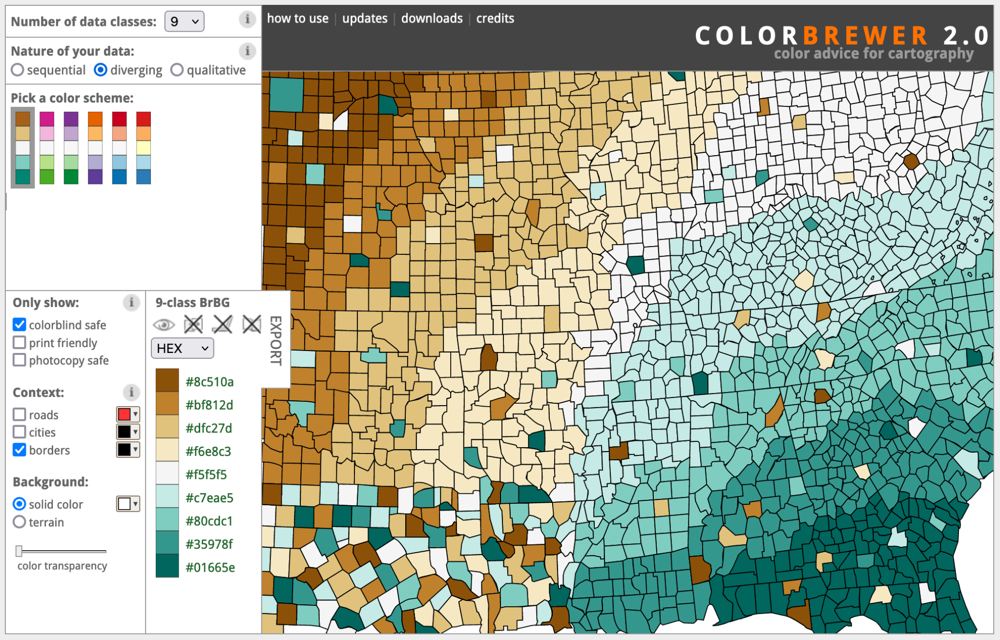 Number of data classes: 9 i
how to use | updates | downloads | credits
COLORBREWER 2.0
color advice for cartography
Nature of your data: i
sequential diverging qualitative
Pick a color scheme:
Only show: i
colorblind safe
print friendly
photocopy safe
Context: i
roads
cities
borders
Background:
solid color
terrain
color transparency
9-class BrBG
EXPORT
HEX
#8c510a
#bf812d
#dfc27d
#f6e8c3
#f5f5f5
#c7eae5
#80cdc1
#35978f
#01665e